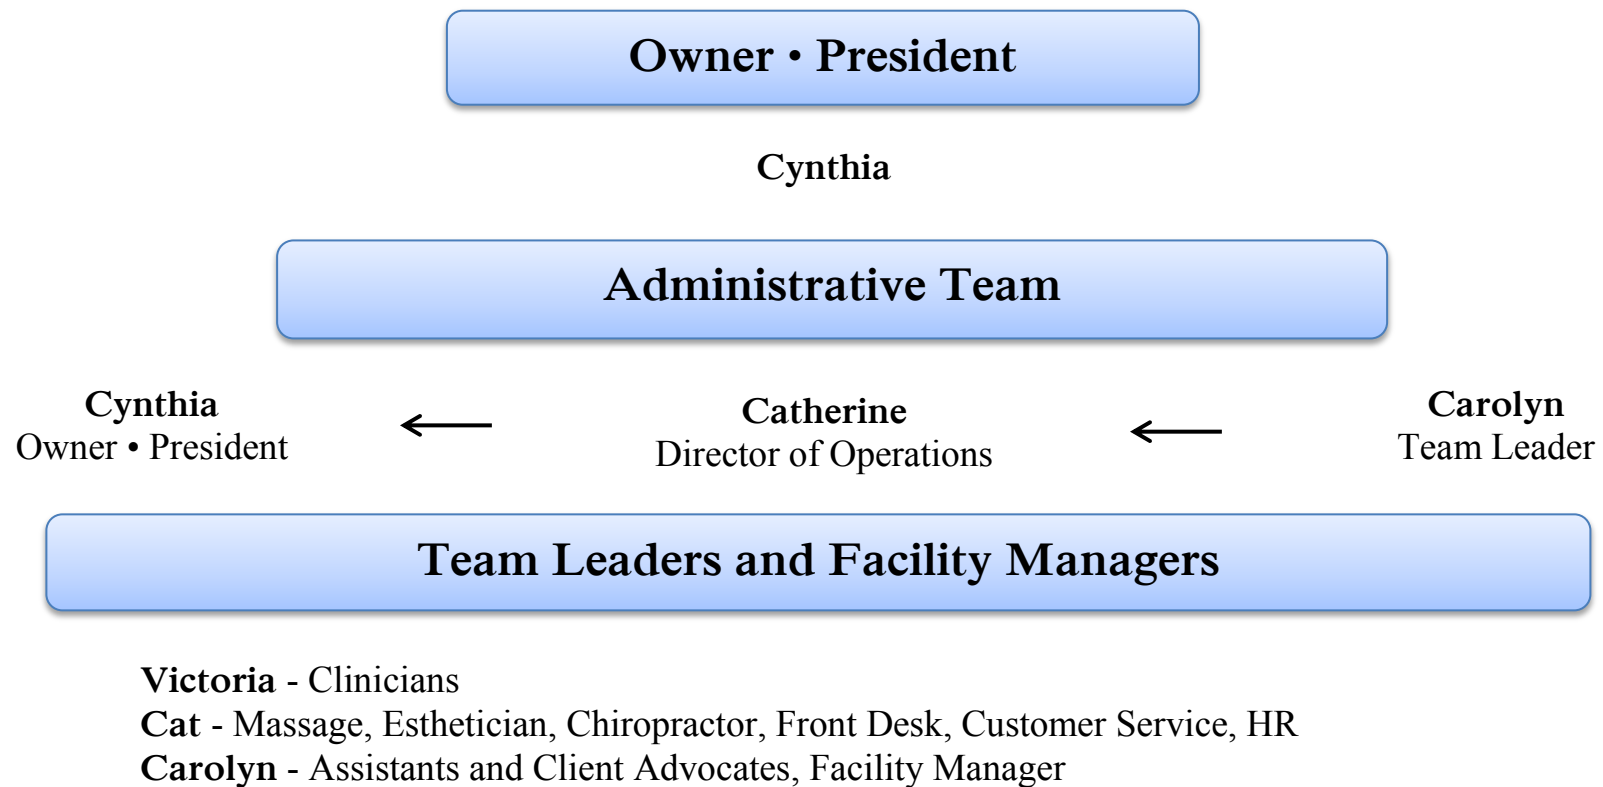 Owner • President
Cynthia
Administrative Team
Cynthia
Owner • President
Catherine
Director of Operations
Carolyn
Team Leader
Team Leaders and Facility Managers
Victoria - Clinicians
Cat - Massage, Esthetician, Chiropractor, Front Desk, Customer Service, HR
Carolyn - Assistants and Client Advocates, Facility Manager